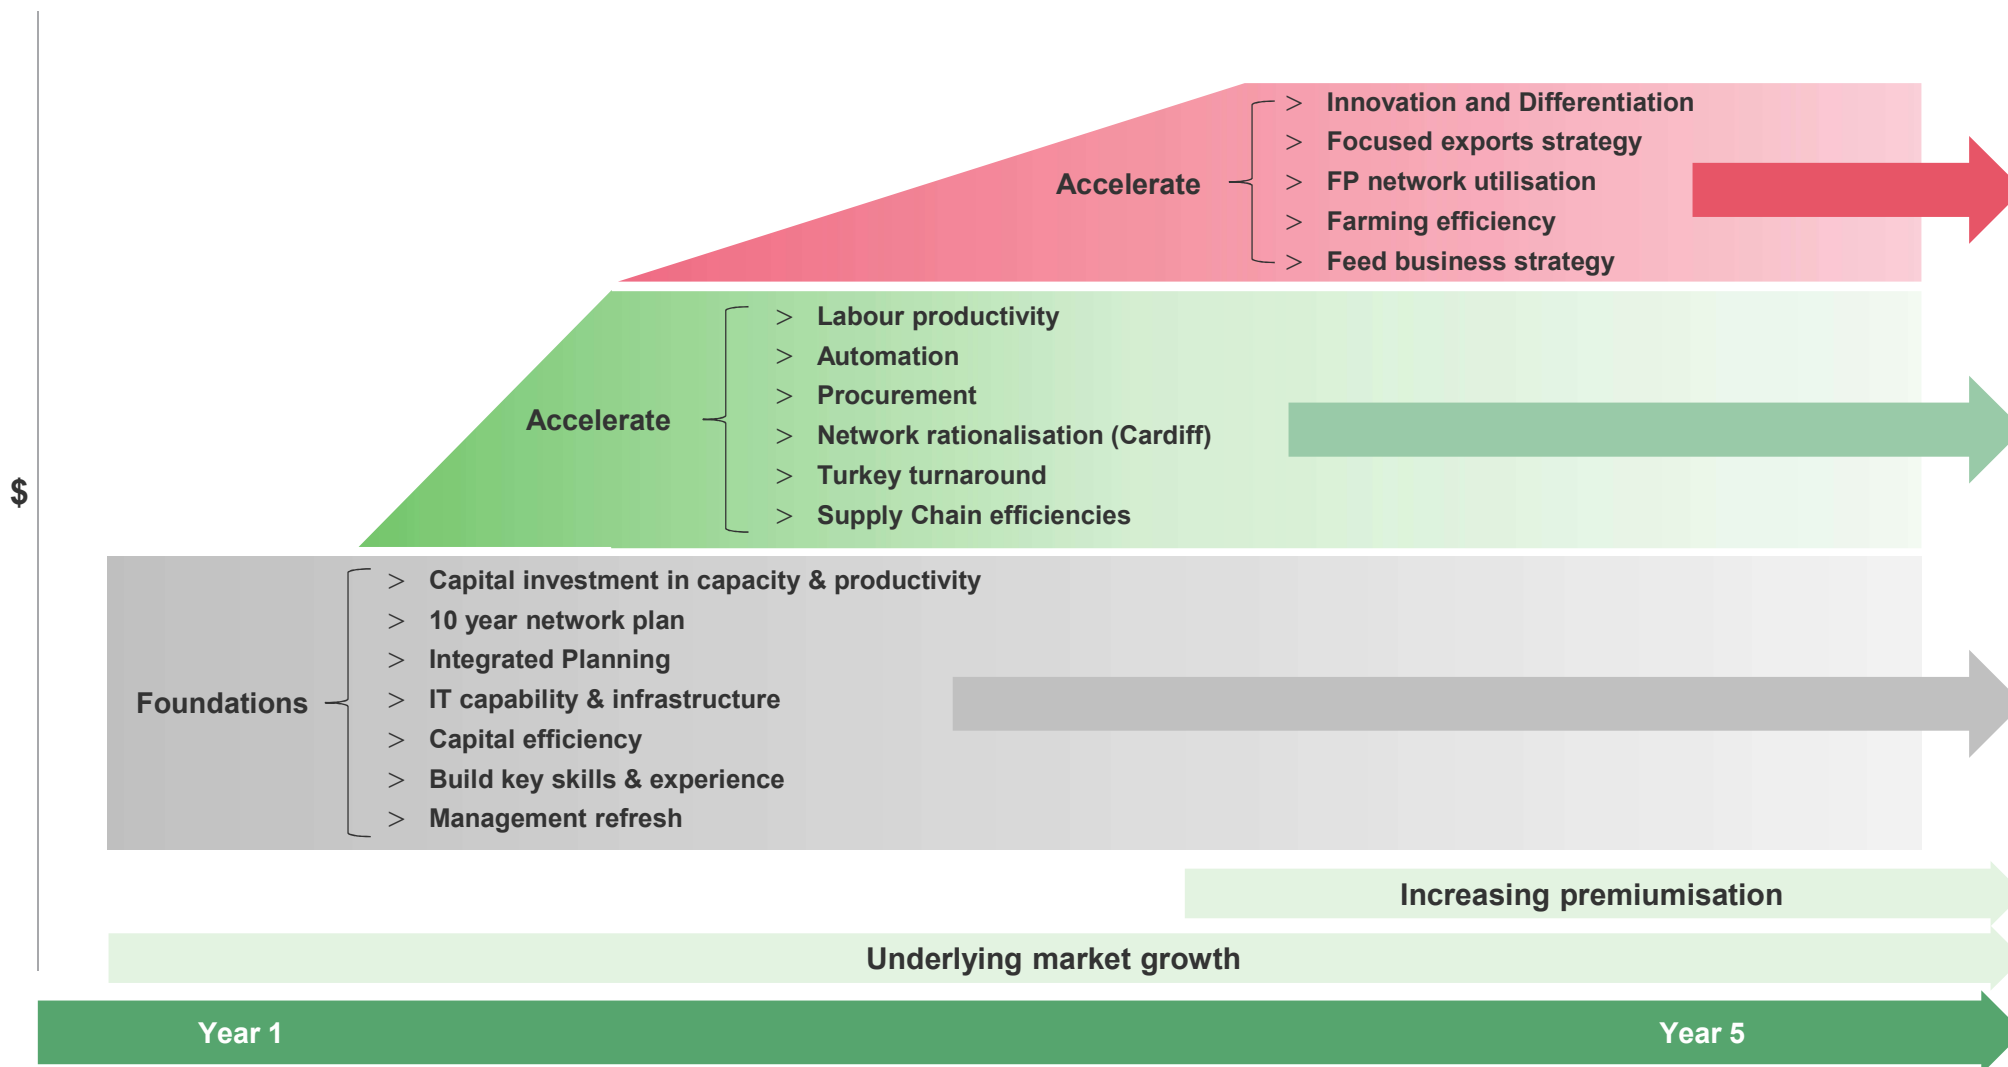 Accelerate
> Innovation and Differentiation
> Focused exports strategy
> FP network utilisation
> Farming efficiency
> Feed business strategy
Accelerate
> Labour productivity
> Automation
> Procurement
> Network rationalisation (Cardiff)
> Turkey turnaround
> Supply Chain efficiencies
$
Foundations
> Capital investment in capacity & productivity
> 10 year network plan
> Integrated Planning
> IT capability & infrastructure
> Capital efficiency
> Build key skills & experience
> Management refresh
Increasing premiumisation
Underlying market growth
Year 1
Year 5